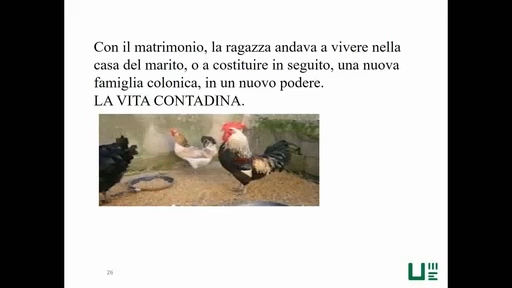 Con il matrimonio, la ragazza andava a vivere nella
casa del marito, o a costituire in seguito, una nuova
famiglia colonica, in un nuovo podere.
LA VITA CONTADINA.
26